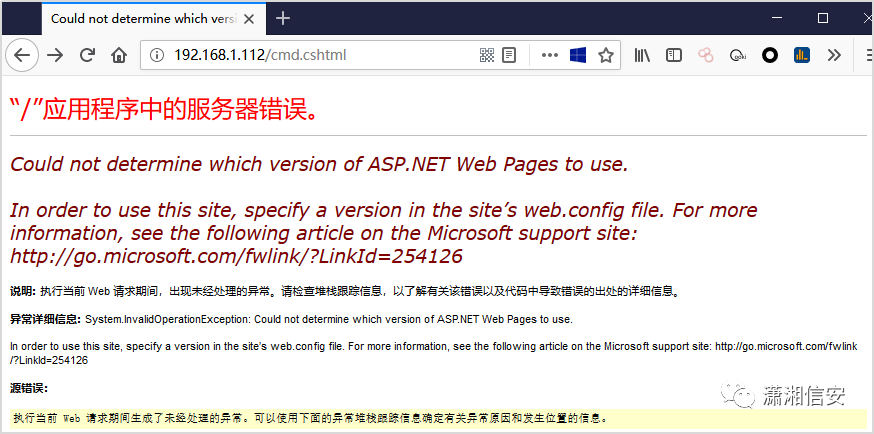 Could not determine which versi
192.168.1.112/cmd.cshtml
“/”应用程序中的服务器错误。
Could not determine which version of ASP.NET Web Pages to use.
In order to use this site, specify a version in the site’s web.config file. For more
information, see the following article on the Microsoft support site:
http://go.microsoft.com/fwlink/?LinkId=254126
说明: 执行当前 Web 请求期间，出现未经处理的异常。请检查堆栈跟踪信息，以了解有关该错误以及代码中导致错误的出处的详细信息。
异常详细信息: System.InvalidOperationException: Could not determine which version of ASP.NET Web Pages to use.
In order to use this site, specify a version in the site’s web.config file. For more information, see the following article on the Microsoft support site: http://go.microsoft.com/fwlink
/?LinkId=254126
源错误:
执行当前 Web 请求期间生成了未经处理的异常。可以使用下面的异常堆栈跟踪信息确定有关异常原因和发生位置的信息。
潇湘信安